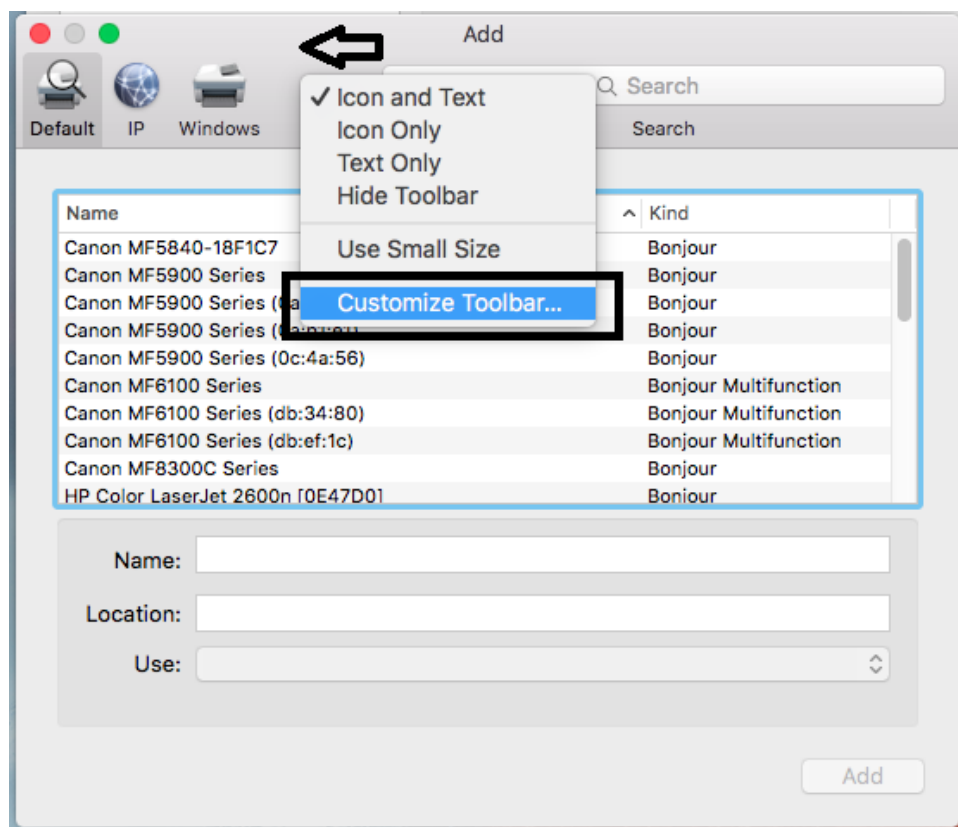 Add
Search
Default IP Windows Search
✓ Icon and Text
Icon Only
Text Only
Hide Toolbar
Use Small Size
Customize Toolbar...
Name Kind
Canon MF5840-18F1C7 Bonjour
Canon MF5900 Series Bonjour
Canon MF5900 Series Bonjour
Canon MF5900 Series Bonjour
Canon MF5900 Series (0c:4a:56) Bonjour
Canon MF6100 Series Bonjour Multifunction
Canon MF6100 Series (db:34:80) Bonjour Multifunction
Canon MF6100 Series (db:ef:1c) Bonjour Multifunction
Canon MF8300C Series Bonjour
HP Color LaserJet 2600n [0E47D0] Bonjour
Name:
Location:
Use:
Add